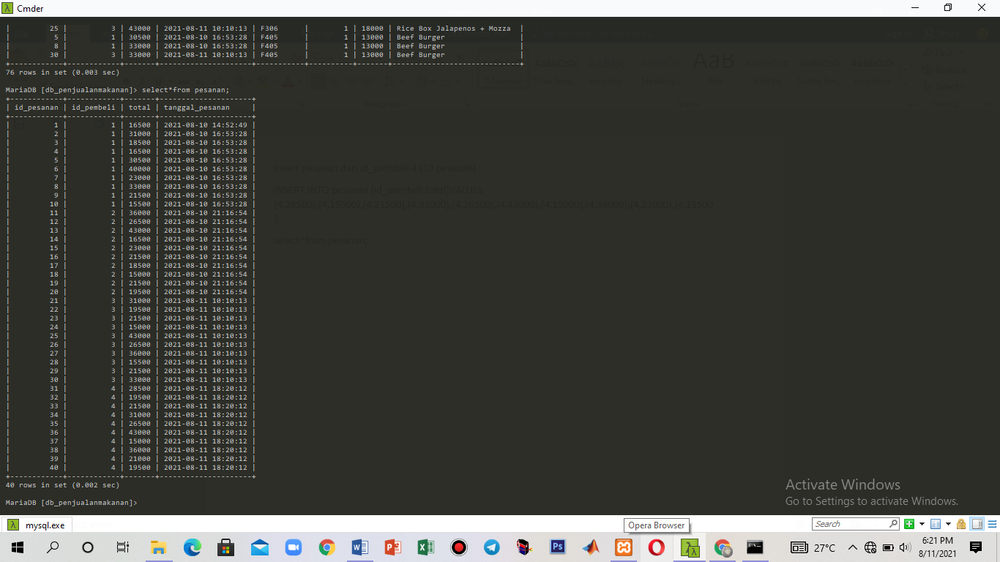 Cmder
| 25 | 3 | 43000 | 2021-08-11 10:10:13 | F306 | 1 | 18000 | Rice Box Jalapenos + Mozza |
| 5 | 1 | 30500 | 2021-08-10 16:53:28 | F405 | 1 | 13000 | Beef Burger |
| 8 | 1 | 33000 | 2021-08-10 16:53:28 | F405 | 1 | 13000 | Beef Burger |
| 30 | 3 | 33000 | 2021-08-11 10:10:13 | F405 | 1 | 13000 | Beef Burger |
76 rows in set (0.003 sec)
MariaDB [db_penjualanmakanan]> select*from pesanan;
| id_pesanan | id_pembeli | total | tanggal_pesanan |
| 1 | 1 | 16500 | 2021-08-10 14:52:49 |
| 2 | 1 | 31000 | 2021-08-10 16:53:28 |
| 3 | 1 | 18500 | 2021-08-10 16:53:28 |
| 4 | 1 | 16500 | 2021-08-10 16:53:28 |
| 5 | 1 | 30500 | 2021-08-10 16:53:28 |
| 6 | 1 | 40000 | 2021-08-10 16:53:28 |
| 7 | 1 | 23000 | 2021-08-10 16:53:28 |
| 8 | 1 | 33000 | 2021-08-10 16:53:28 |
| 9 | 1 | 21500 | 2021-08-10 16:53:28 |
| 10 | 1 | 15500 | 2021-08-10 16:53:28 |
| 11 | 2 | 36000 | 2021-08-10 21:16:54 |
| 12 | 2 | 26500 | 2021-08-10 21:16:54 |
| 13 | 2 | 43000 | 2021-08-10 21:16:54 |
| 14 | 2 | 16500 | 2021-08-10 21:16:54 |
| 15 | 2 | 23000 | 2021-08-10 21:16:54 |
| 16 | 2 | 21500 | 2021-08-10 21:16:54 |
| 17 | 2 | 18500 | 2021-08-10 21:16:54 |
| 18 | 2 | 15000 | 2021-08-10 21:16:54 |
| 19 | 2 | 21500 | 2021-08-10 21:16:54 |
| 20 | 2 | 19500 | 2021-08-10 21:16:54 |
| 21 | 3 | 31000 | 2021-08-11 10:10:13 |
| 22 | 3 | 19500 | 2021-08-11 10:10:13 |
| 23 | 3 | 21500 | 2021-08-11 10:10:13 |
| 24 | 3 | 15000 | 2021-08-11 10:10:13 |
| 25 | 3 | 43000 | 2021-08-11 10:10:13 |
| 26 | 3 | 26500 | 2021-08-11 10:10:13 |
| 27 | 3 | 36000 | 2021-08-11 10:10:13 |
| 28 | 3 | 15500 | 2021-08-11 10:10:13 |
| 29 | 3 | 21500 | 2021-08-11 10:10:13 |
| 30 | 3 | 33000 | 2021-08-11 10:10:13 |
| 31 | 4 | 28500 | 2021-08-11 18:20:12 |
| 32 | 4 | 19500 | 2021-08-11 18:20:12 |
| 33 | 4 | 21500 | 2021-08-11 18:20:12 |
| 34 | 4 | 31000 | 2021-08-11 18:20:12 |
| 35 | 4 | 26500 | 2021-08-11 18:20:12 |
| 36 | 4 | 43000 | 2021-08-11 18:20:12 |
| 37 | 4 | 15000 | 2021-08-11 18:20:12 |
| 38 | 4 | 36000 | 2021-08-11 18:20:12 |
| 39 | 4 | 21000 | 2021-08-11 18:20:12 |
| 40 | 4 | 19500 | 2021-08-11 18:20:12 |
40 rows in set (0.002 sec)
MariaDB [db_penjualanmakanan]>
insert pesanan dari id_pembeli 4 (10 pesanan)
INSERT INTO pesanan (id_pembeli,total)VALUES
(4,28500),(4,19500),(4,21500),(4,31000),(4,26500),(4,43000),(4,15000),(4,36000),(4,21000),(4,19500
);
select*from pesanan;
Activate Windows
Go to Settings to activate Windows.
mysql.exe
Opera Browser
Search
27°C
6:21 PM
8/11/2021